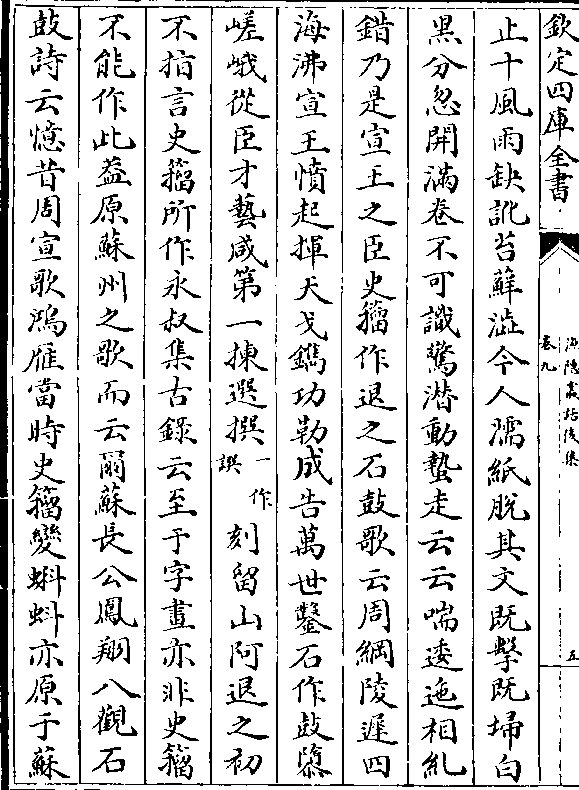 欽定四庫全書
漁隱叢話後集
卷九
五
止十風雨缺訛苔蘚澁今人濡紙脫其文既擊既埽白
黒分忽開滿卷不可識驚潜動蟄走云云喘逶迤相糺
錯乃是宣王之臣史籀作退之石鼓歌云周綱陵遲四
海沸宣王憤起揮天戈鐫功勒成告萬世鑿石作鼓隳
嵯峨從臣才藝咸第一揀選撰一作譔刻留山阿退之初
不指言史籀所作永叔集古錄云至于字畫亦非史籀
不能作此葢原蘇州之歌而云爾蘇長公鳳翔八觀石
鼓詩云憶昔周宣歌鴻雁當時史籀變蝌蚪亦原于蘇